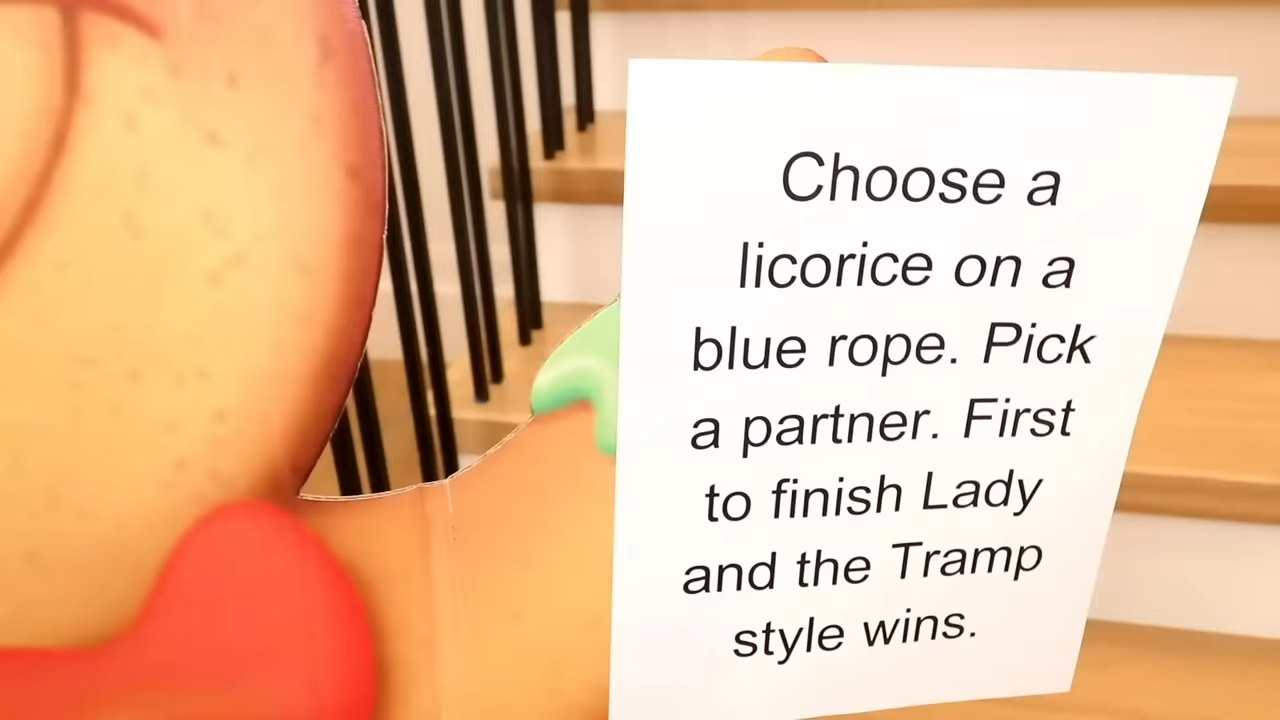 Choose a
licorice on a
blue rope. Pick
a partner. First
to finish Lady
and the Tramp
style wins.